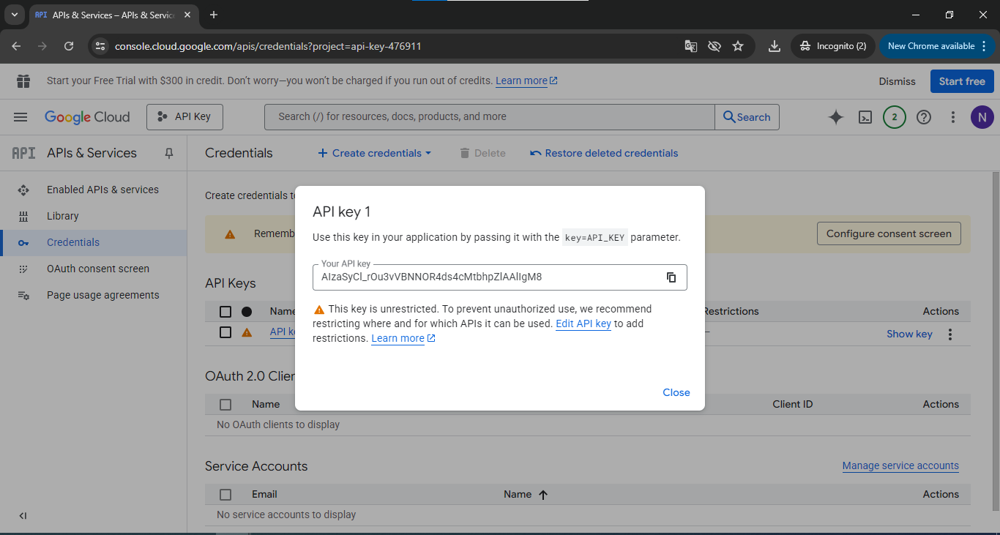 API APIs & Services – APIs & Servic
console.cloud.google.com/apis/credentials?project=api-key-476911
Incognito (2)
New Chrome available
Start your Free Trial with $300 in credit. Don't worry—you won't be charged if you run out of credits. Learn more
Dismiss
Start free
Google Cloud
API Key
Search (/) for resources, docs, products, and more
Search
2
N
API APIs & Services
Enabled APIs & services
Library
Credentials
OAuth consent screen
Page usage agreements
Credentials
Create credentials
Delete
Restore deleted credentials
Create credentials
Rememb
Configure consent screen
API Keys
Name
Restrictions
Actions
API k
Show key
OAuth 2.0 Clien
Name
Client ID
Actions
No OAuth clients to display
Service Accounts
Manage service accounts
Email
Name
Actions
No service accounts to display
API key 1
Use this key in your application by passing it with the key=API_KEY parameter.
Your API key
AIzaSyCl_rOu3vVBNNOR4ds4cMtbhpZlAAlIgM8
This key is unrestricted. To prevent unauthorized use, we recommend
restricting where and for which APIs it can be used. Edit API key to add
restrictions. Learn more
Close